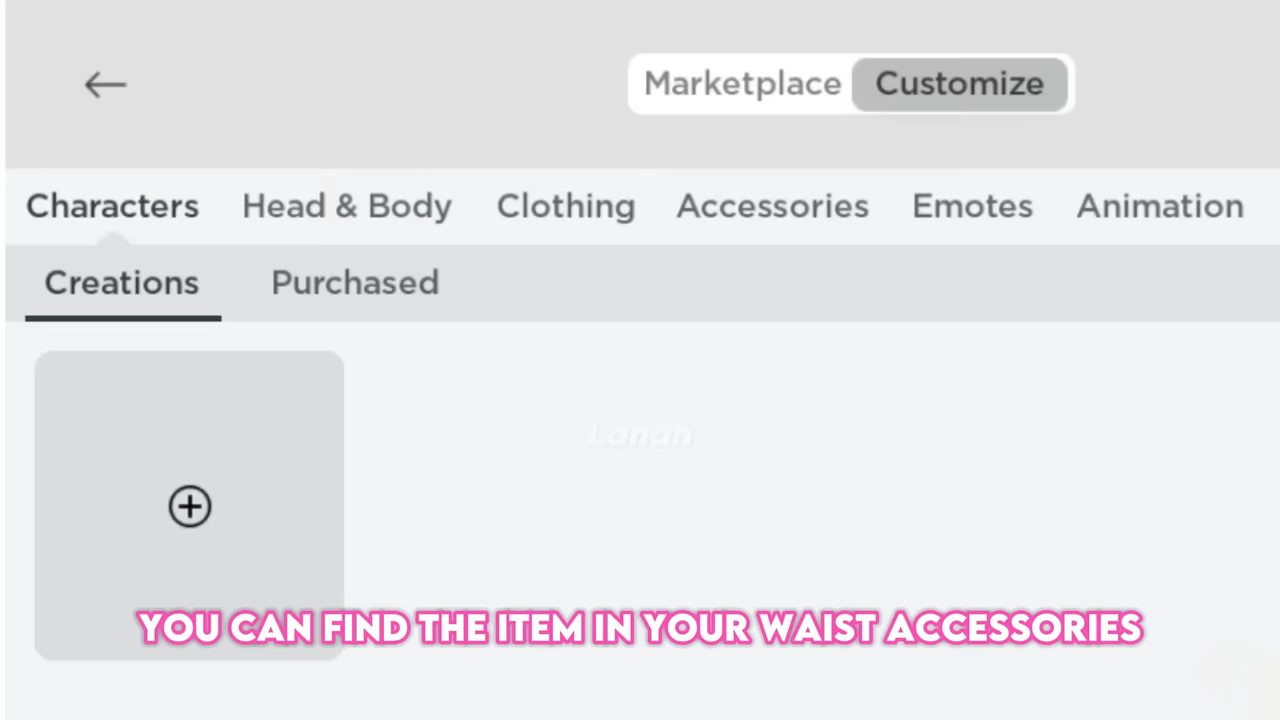 Marketplace Customize
Characters Head & Body Clothing Accessories Emotes Animation
Creations Purchased
Lanah
YOU CAN FIND THE ITEM IN YOUR WAIST ACCESSORIES